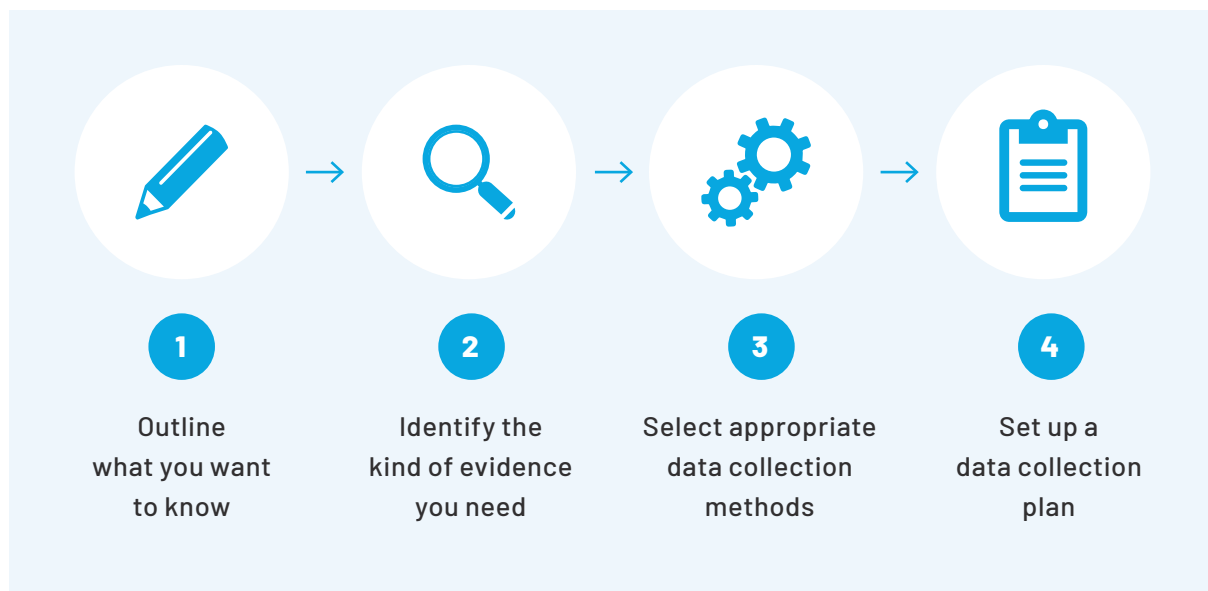 1
Outline
what you want
to know
2
Identify the
kind of evidence
you need
3
Select appropriate
data collection
methods
4
Set up a
data collection
plan